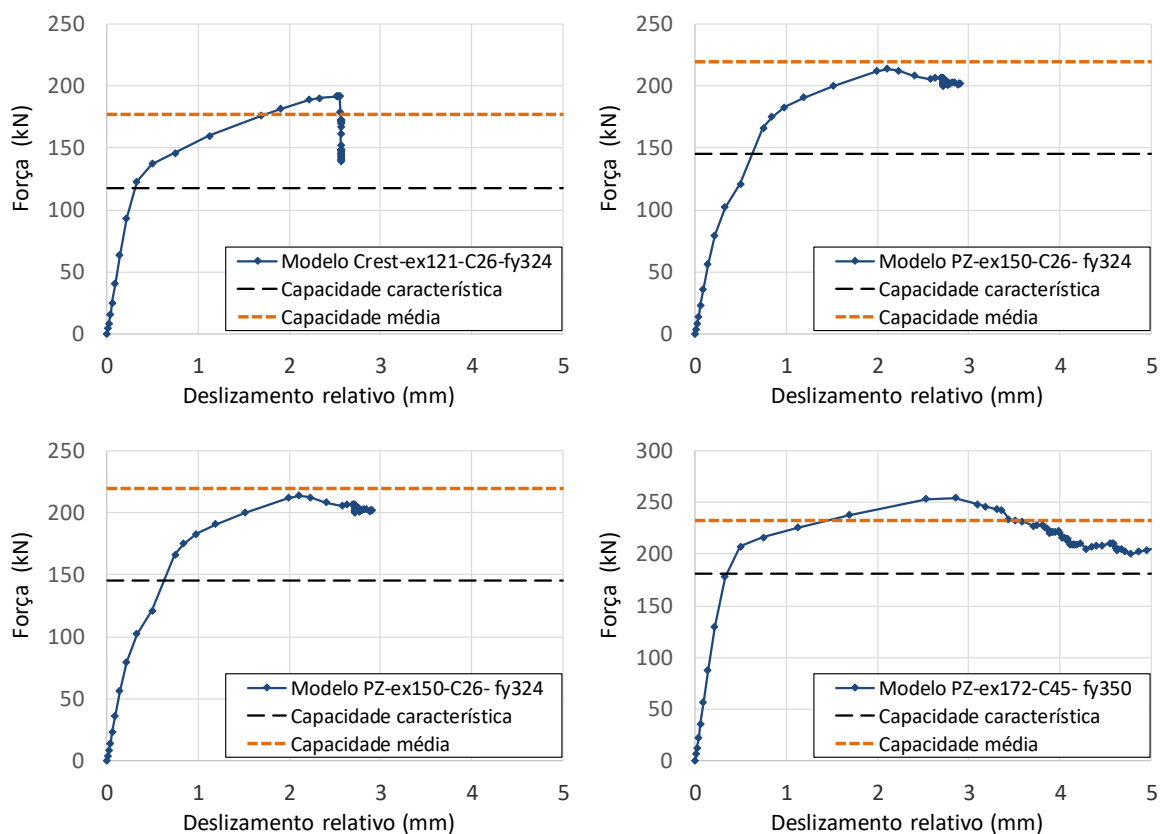 250
200
150
100
50
0
Força (kN)
0 1 2 3 4 5
Deslizamento relativo (mm)
Modelo Crest-ex121-C26-fy324
Capacidade característica
Capacidade média
250
200
150
100
50
0
Força (kN)
0 1 2 3 4 5
Deslizamento relativo (mm)
Modelo PZ-ex150-C26- fy324
Capacidade característica
Capacidade média
250
200
150
100
50
0
Força (kN)
0 1 2 3 4 5
Deslizamento relativo (mm)
Modelo PZ-ex150-C26- fy324
Capacidade característica
Capacidade média
300
250
200
150
100
50
0
Força (kN)
0 1 2 3 4 5
Deslizamento relativo (mm)
Modelo PZ-ex172-C45- fy350
Capacidade característica
Capacidade média